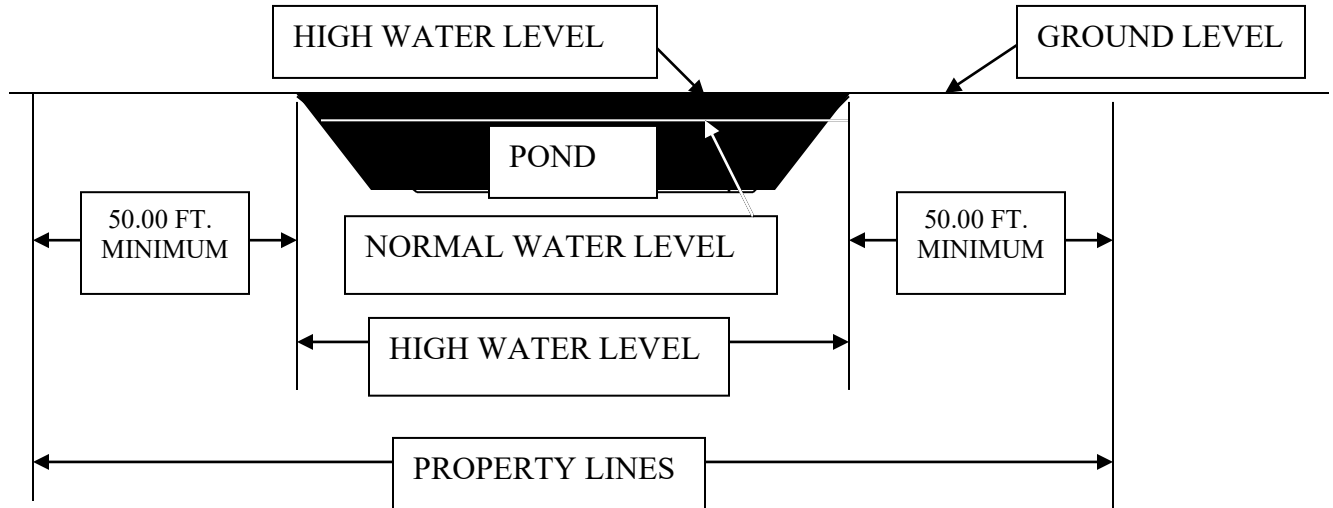 HIGH WATER LEVEL
GROUND LEVEL
POND
50.00 FT.
MINIMUM
NORMAL WATER LEVEL
50.00 FT.
MINIMUM
HIGH WATER LEVEL
PROPERTY LINES